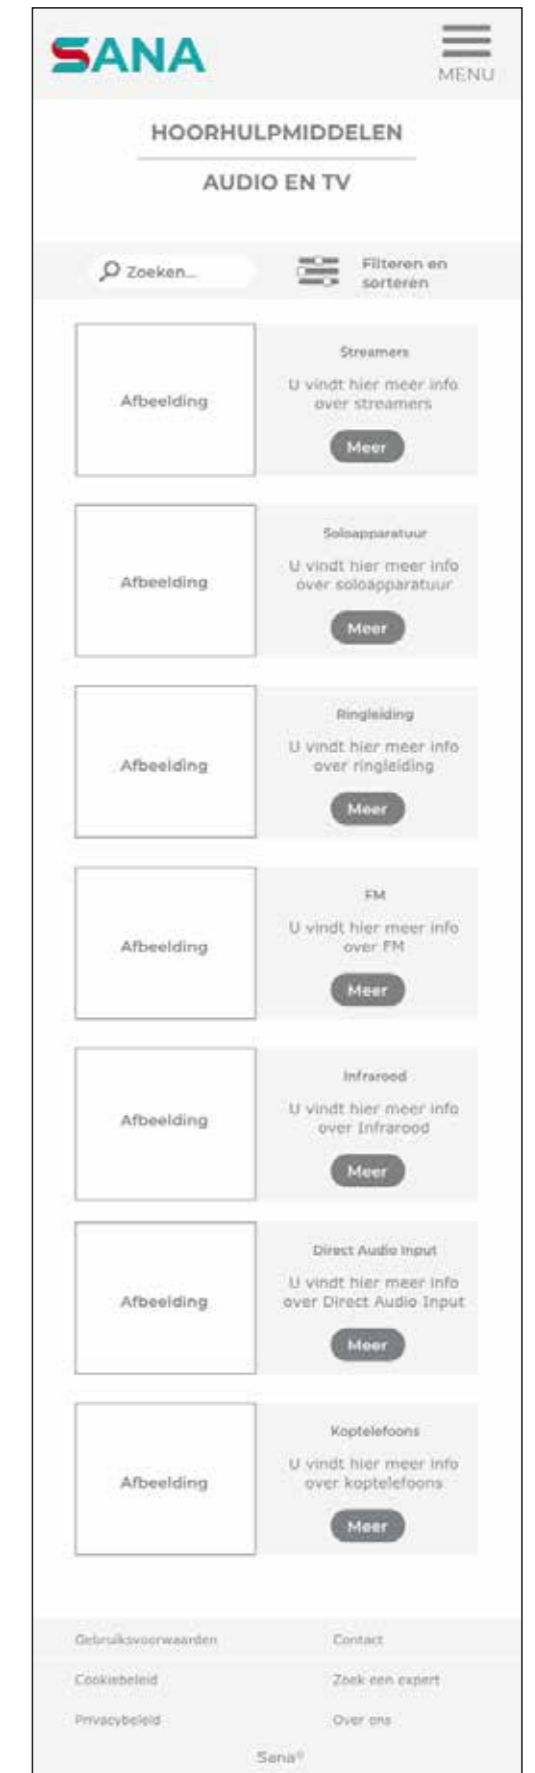 SANA
MENU
HOORHULPMIDDELEN
AUDIO EN TV
Zoeken...
Filteren en
sorteren
Afbeelding
Streamers
U vindt hier meer info
over streamers
Meer
Afbeelding
Soloapparatuur
U vindt hier meer info
over soloapparatuur
Meer
Afbeelding
Ringleiding
U vindt hier meer info
over ringleiding
Meer
Afbeelding
FM
U vindt hier meer info
over FM
Meer
Afbeelding
Infrarood
U vindt hier meer info
over Infrarood
Meer
Afbeelding
Direct Audio Input
U vindt hier meer info
over Direct Audio Input
Meer
Afbeelding
Koptelefoons
U vindt hier meer info
over koptelefoons
Meer
Gebruiksvoorwaarden
Contact
Cookiebeleid
Zoek een expert
Privacybeleid
Over ons
Sana®